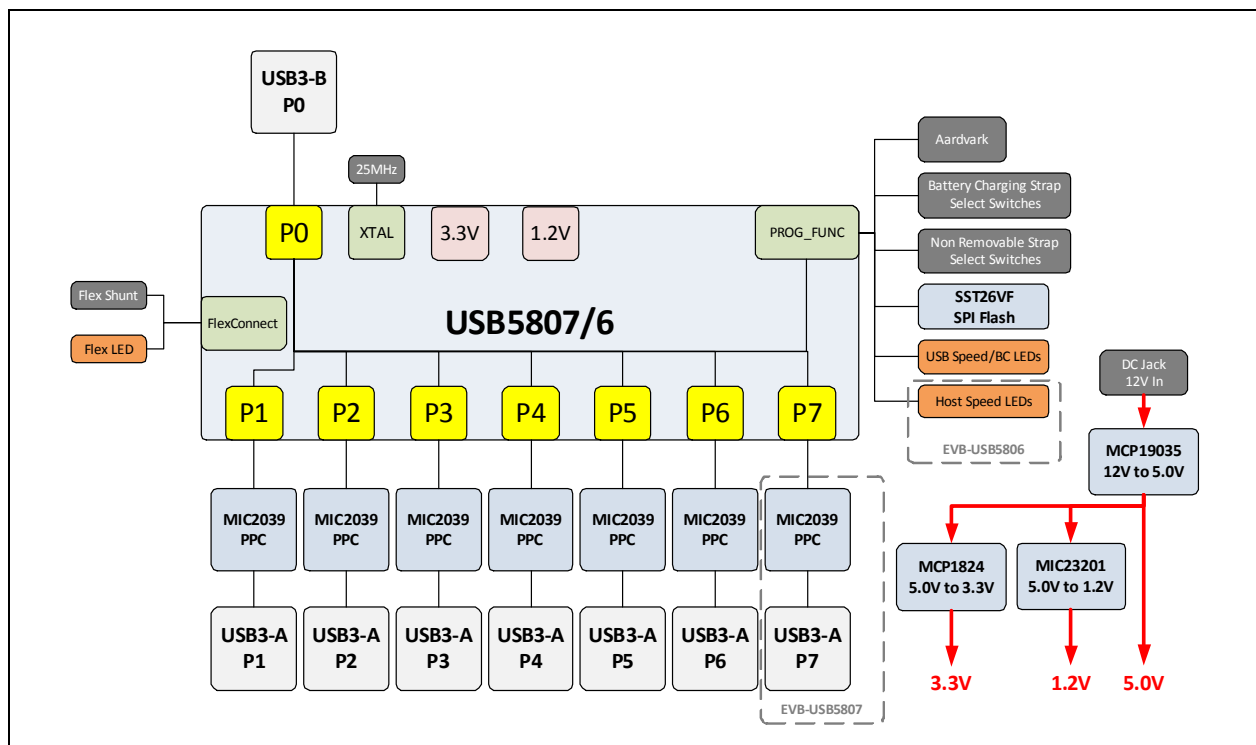 USB3-B
P0
25MHz
P0
XTAL
3.3V
1.2V
PROG_FUNC
Aardvark
Battery Charging Strap
Select Switches
Non Removable Strap
Select Switches
SST26VF
SPI Flash
USB Speed/BC LEDs
Host Speed LEDs
EVB-USB5806
Flex Shunt
Flex LED
FlexConnect
USB5807/6
P1
P2
P3
P4
P5
P6
P7
MIC2039
PPC
MIC2039
PPC
MIC2039
PPC
MIC2039
PPC
MIC2039
PPC
MIC2039
PPC
MIC2039
PPC
USB3-A
P1
USB3-A
P2
USB3-A
P3
USB3-A
P4
USB3-A
P5
USB3-A
P6
USB3-A
P7
EVB-USB5807
DC Jack
12V In
MCP19035
12V to 5.0V
MCP1824
5.0V to 3.3V
MIC23201
5.0V to 1.2V
3.3V
1.2V
5.0V